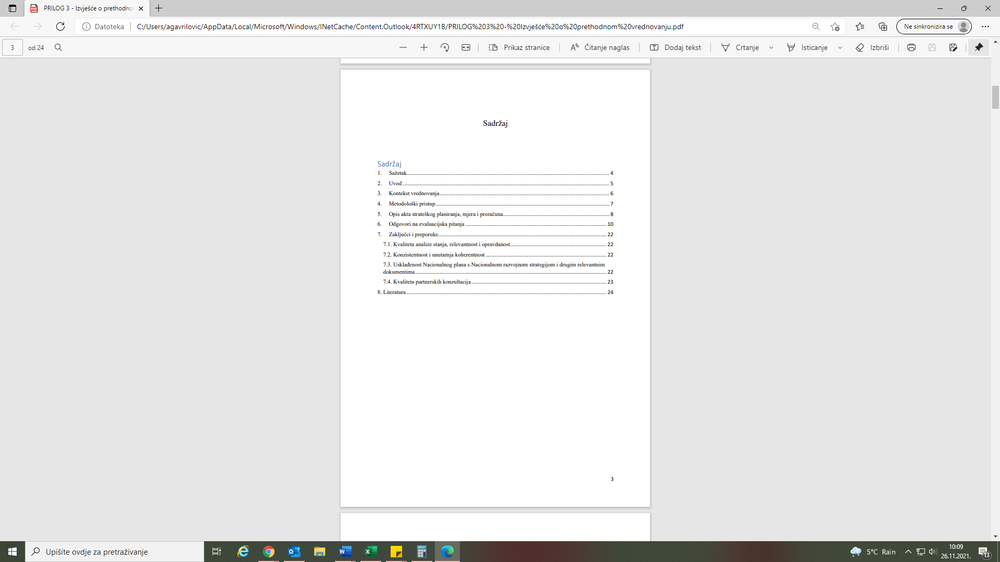 PRILOG 3 - Izvješće o prethodno
Datoteka
C:/Users/agavrilovic/AppData/Local/Microsoft/Windows/INetCache/Content.Outlook/4RTXUY1B/PRILOG%203%20-%20Izvješće%20o%20prethodnom%20vrednovanju.pdf
Ne sinkronizira se
3 od 24
Prikaz stranice
Čitanje naglas
Dodaj tekst
Crtanje
Isticanje
Izbriši
Sadržaj
Sadržaj
1. Sažetak 4
2. Uvod 5
3. Kontekst vrednovanja 6
4. Metodološki pristup 7
5. Opis akta strateškog planiranja, mjera i proračuna 8
6. Odgovori na evaluacijska pitanja 10
7. Zaključci i preporuke 22
7.1. Kvaliteta analize stanja, relevantnost i opravdanost 22
7.2. Konzistentnost i unutarnja koherentnost 22
7.3. Usklađenost Nacionalnog plana s Nacionalnom razvojnom strategijom i drugim relevantnim
dokumentima 22
7.4. Kvaliteta partnerskih konzultacija 23
8. Literatura 24
3
Upišite ovdje za pretraživanje
5°C Rain
10:09
26.11.2021.
13